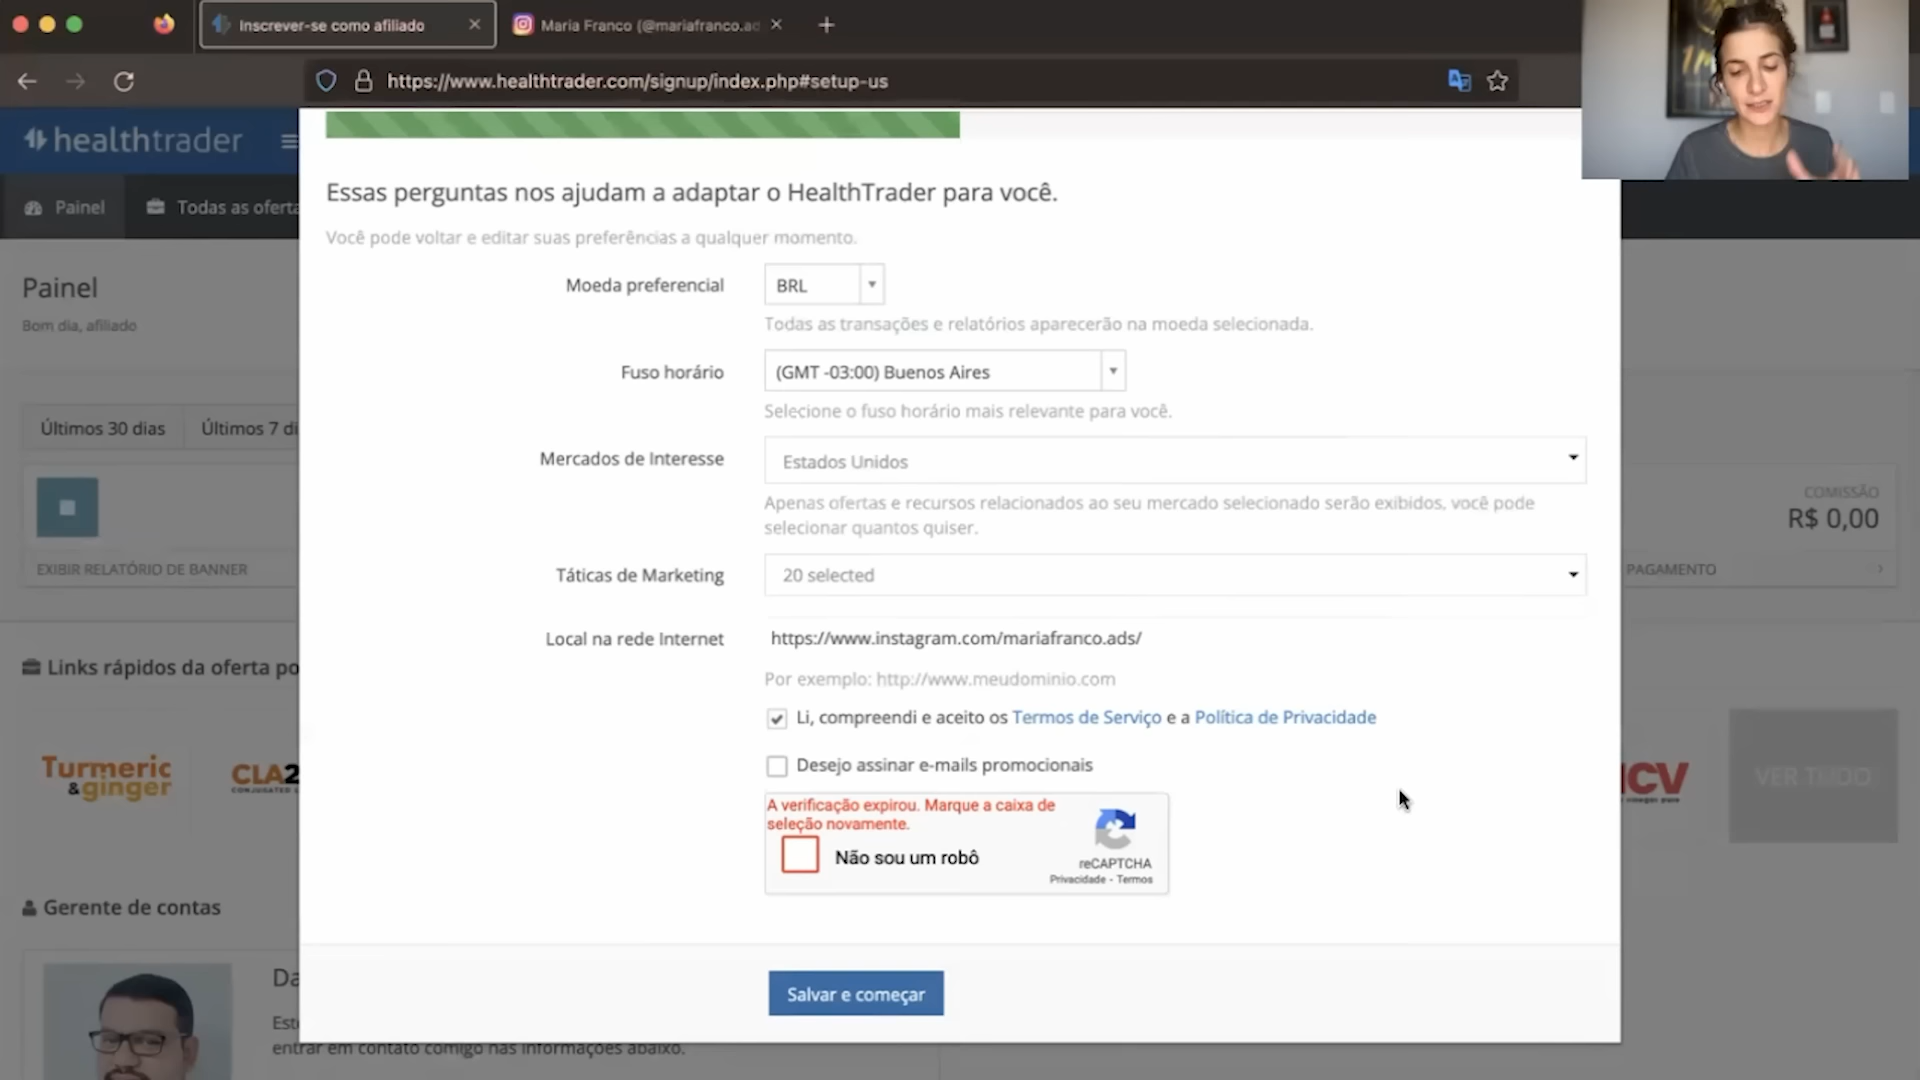 Inscrever-se como afiliado
Maria Franco (@mariafranco.ad
https://www.healthtrader.com/signup/index.php#setup-us
healthtrader
Painel
Todas as oferta
Essas perguntas nos ajudam a adaptar o HealthTrader para você.
Você pode voltar e editar suas preferências a qualquer momento.
Painel
Bom dia, afiliado
Moeda preferencial
BRL
Todas as transações e relatórios aparecerão na moeda selecionada.
Fuso horário
(GMT -03:00) Buenos Aires
Selecione o fuso horário mais relevante para você.
Últimos 30 dias
Últimos 7 di
Mercados de Interesse
Estados Unidos
Apenas ofertas e recursos relacionados ao seu mercado selecionado serão exibidos, você pode
selecionar quantos quiser.
COMISSÃO
R$ 0,00
EXIBIR RELATÓRIO DE BANNER
PAGAMENTO
Táticas de Marketing
20 selected
Local na rede Internet
https://www.instagram.com/mariafranco.ads/
Por exemplo: http://www.meudominio.com
Links rápidos da oferta po
Li, compreendi e aceito os Termos de Serviço e a Política de Privacidade
Desejo assinar e-mails promocionais
Turmeric
&ginger
CLA2
CONJUGATED L
CV
VER TUDO
A verificação expirou. Marque a caixa de
seleção novamente.
Não sou um robô
reCAPTCHA
Privacidade - Termos
Gerente de contas
Da
Est
entrar em contato comigo nas informações abaixo.
Salvar e começar